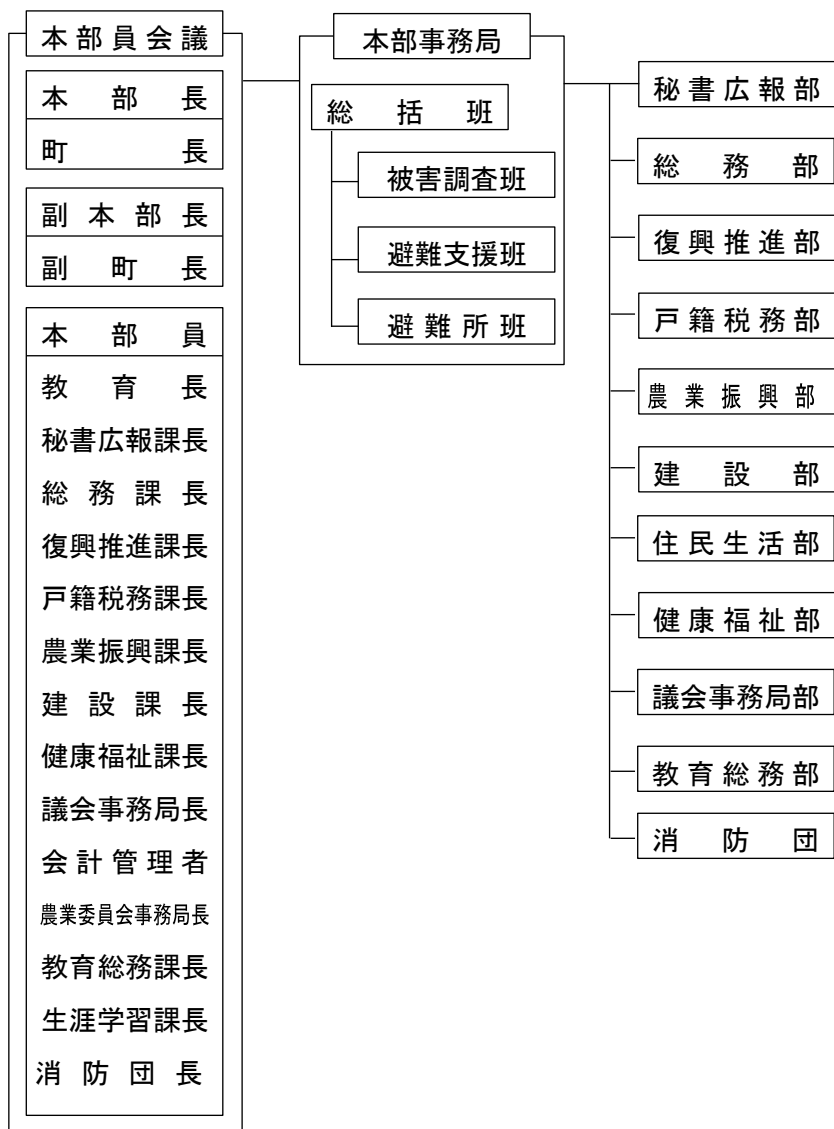 本部員会議
本部長
町長
副本部長
副町長
本部員
教育長
秘書広報課長
総務課長
復興推進課長
戸籍税務課長
農業振興課長
建設課長
健康福祉課長
議会事務局長
会計管理者
農業委員会事務局長
教育総務課長
生涯学習課長
消防団長
本部事務局
総括班
被害調査班
避難支援班
避難所班
秘書広報部
総務部
復興推進部
戸籍税務部
農業振興部
建設部
住民生活部
健康福祉部
議会事務局部
教育総務部
消防団